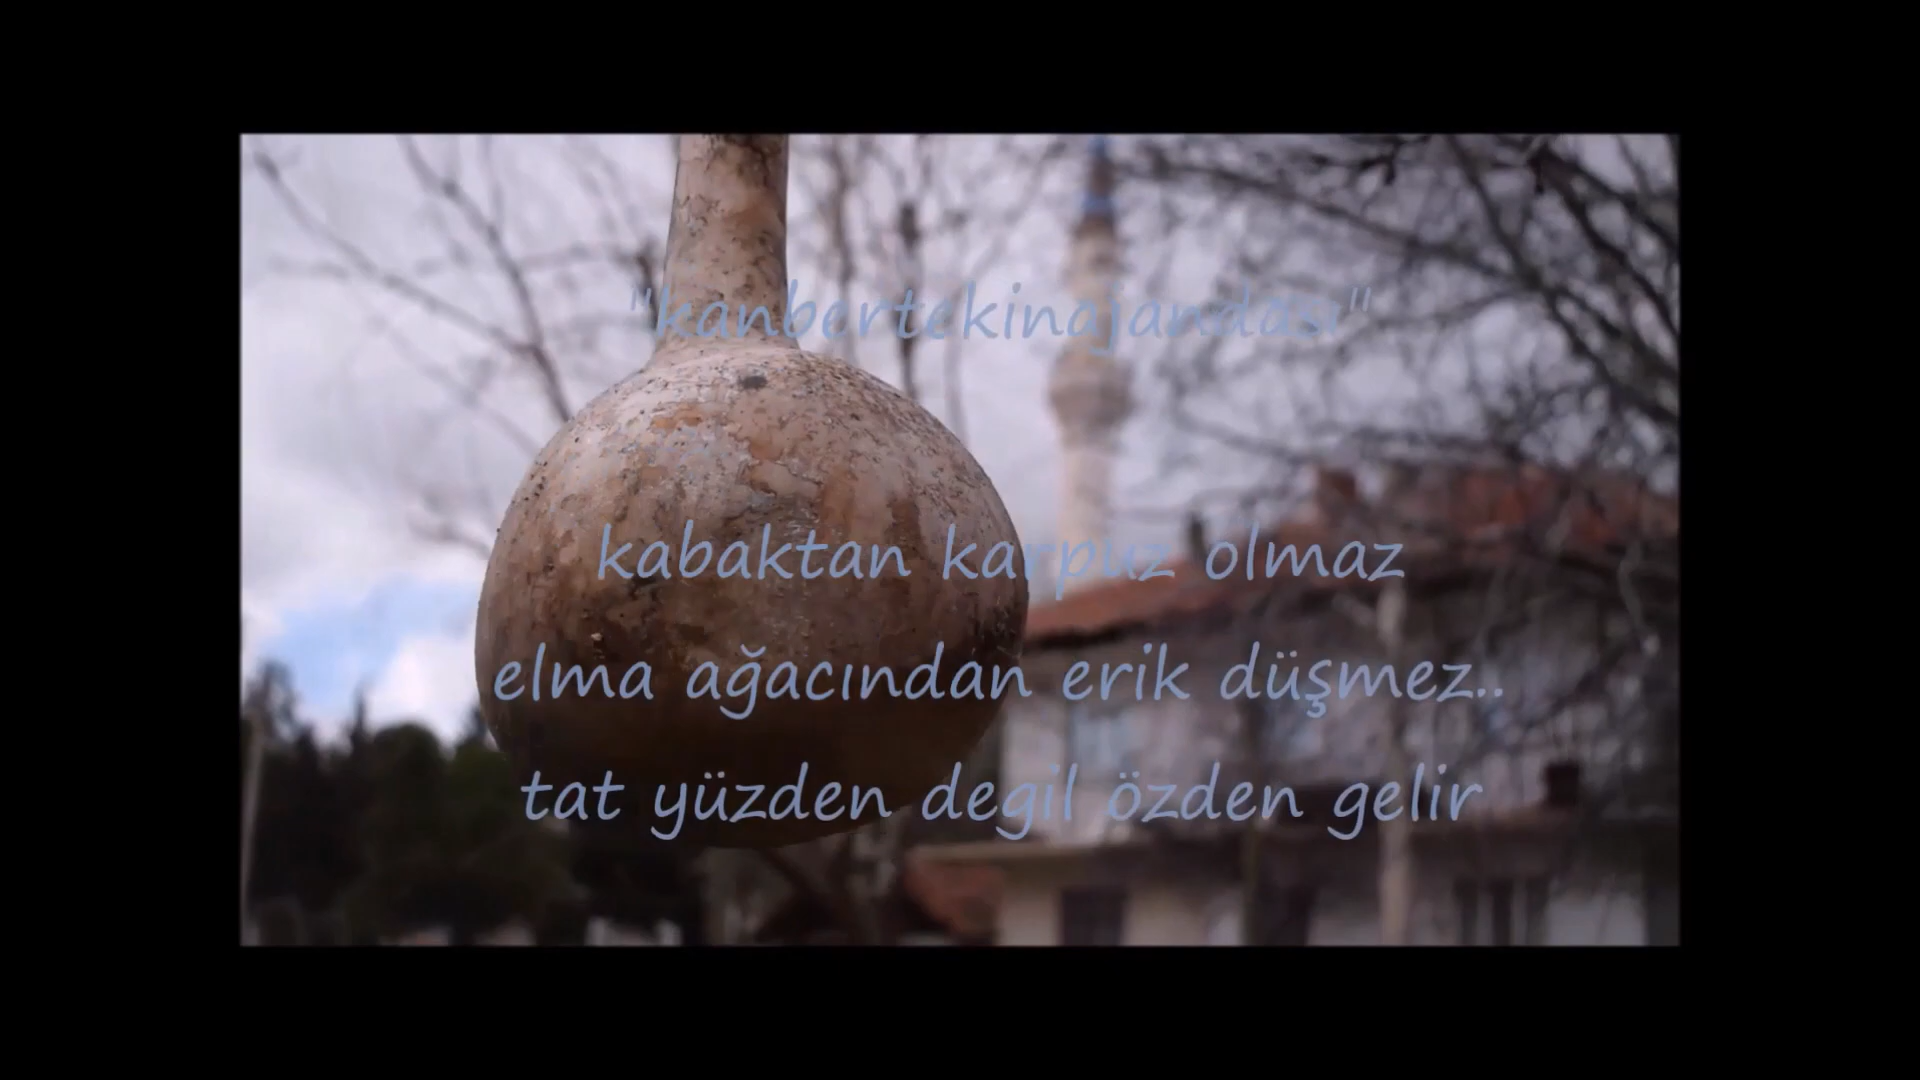 "kanbertekinajandası"
kabaktan karpuz olmaz
elma ağacından erik düşmez..
tat yüzden degil özden gelir